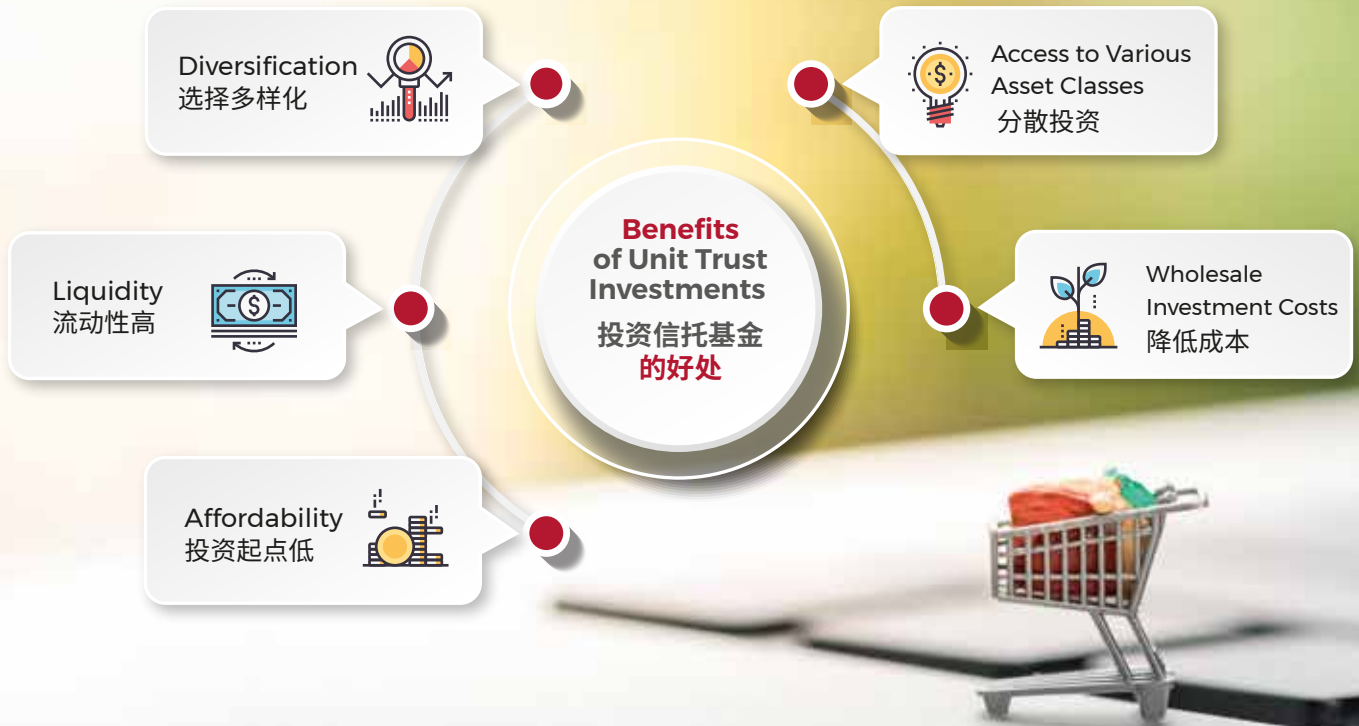 Diversification
选择多样化
Access to Various
Asset Classes
分散投资
Benefits
of Unit Trust
Investments
投资信托基金
的好处
Liquidity
流动性高
Wholesale
Investment Costs
降低成本
Affordability
投资起点低